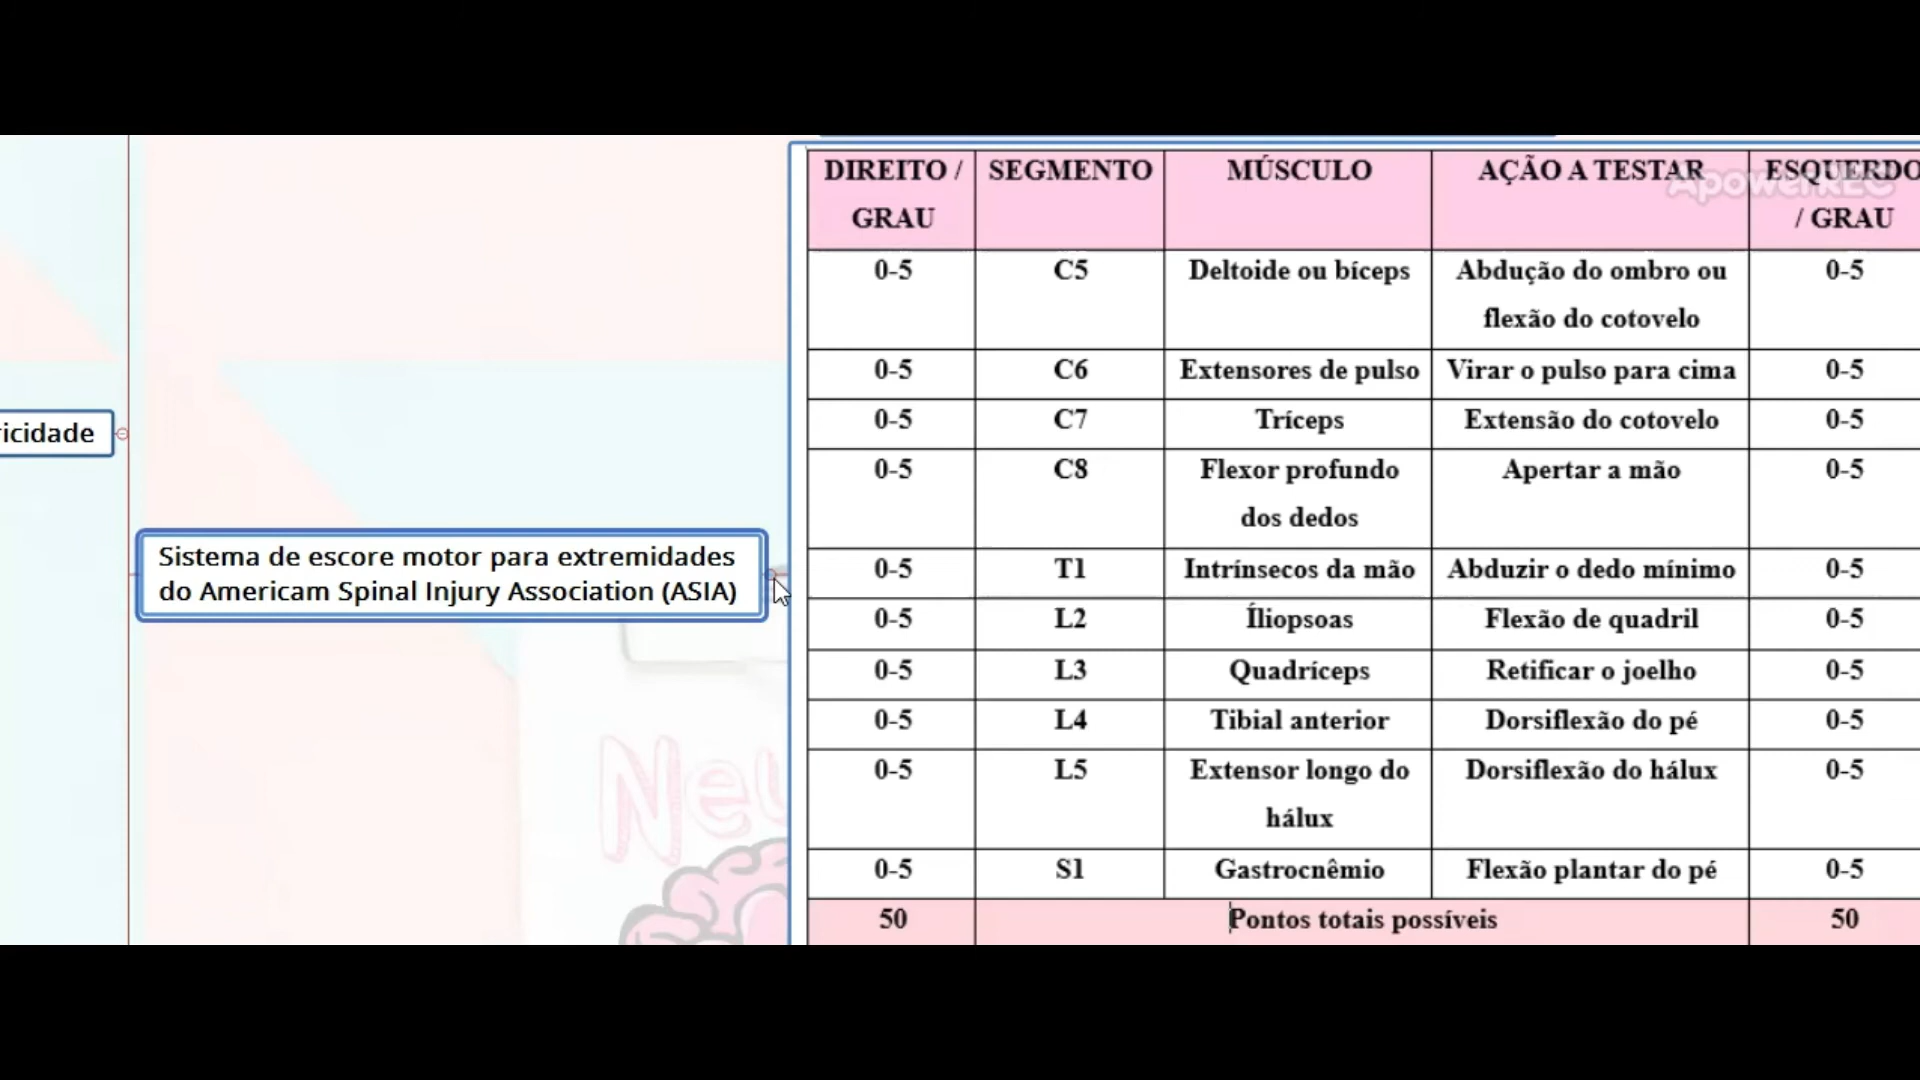 DIREITO / GRAU SEGMENTO MÚSCULO AÇÃO A TESTAR ESQUERDO / GRAU
ApowerREC
0-5 C5 Deltoide ou bíceps Abdução do ombro ou flexão do cotovelo 0-5
0-5 C6 Extensores de pulso Virar o pulso para cima 0-5
0-5 C7 Tríceps Extensão do cotovelo 0-5
icidade
0-5 C8 Flexor profundo dos dedos Apertar a mão 0-5
Sistema de escore motor para extremidades
do Americam Spinal Injury Association (ASIA)
0-5 T1 Intrínsecos da mão Abduzir o dedo mínimo 0-5
0-5 L2 Íliopsoas Flexão de quadril 0-5
0-5 L3 Quadríceps Retificar o joelho 0-5
0-5 L4 Tibial anterior Dorsiflexão do pé 0-5
0-5 L5 Extensor longo do hálux Dorsiflexão do hálux 0-5
Neu
0-5 S1 Gastrocnêmio Flexão plantar do pé 0-5
50 Pontos totais possíveis 50